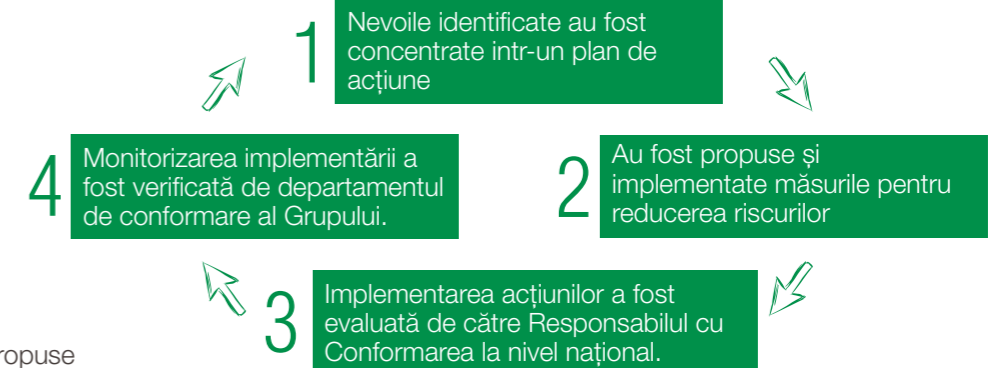 1
Nevoile identificate au fost
concentrate intr-un plan de
acțiune
2
Au fost propuse și
implementate măsurile pentru
reducerea riscurilor
3
Implementarea acțiunilor a fost
evaluată de către Responsabilul cu
Conformarea la nivel național.
4
Monitorizarea implementării a
fost verificată de departamentul
de conformare al Grupului.